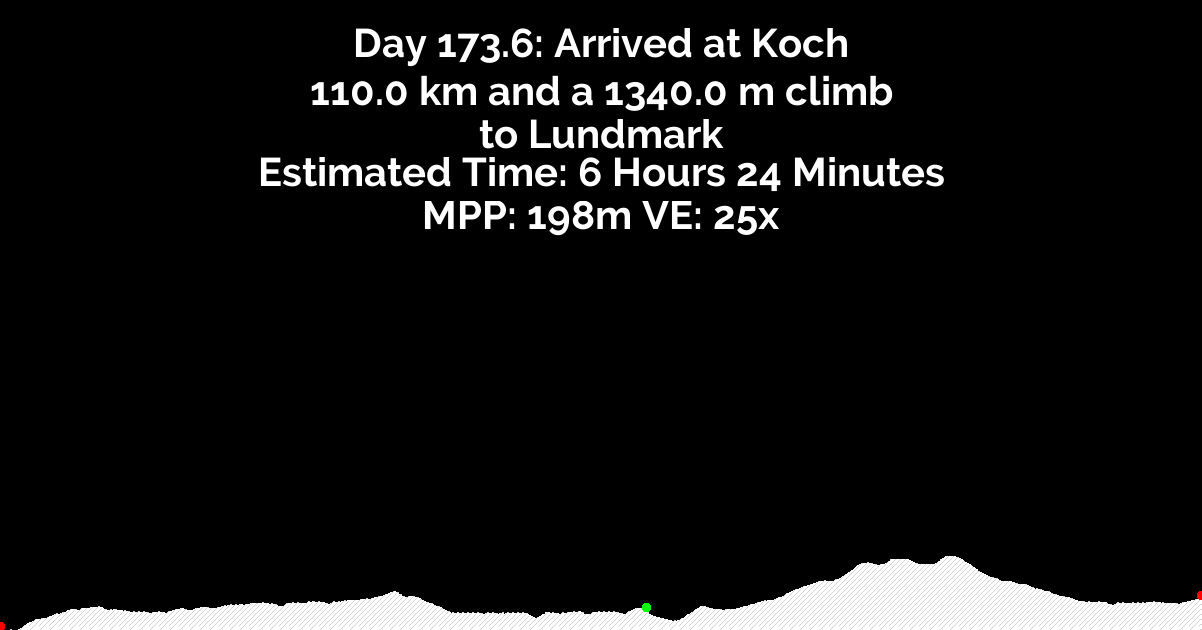 Day 173.6: Arrived at Koch
110.0 km and a 1340.0 m climb
to Lundmark
Estimated Time: 6 Hours 24 Minutes
MPP: 198m VE: 25x